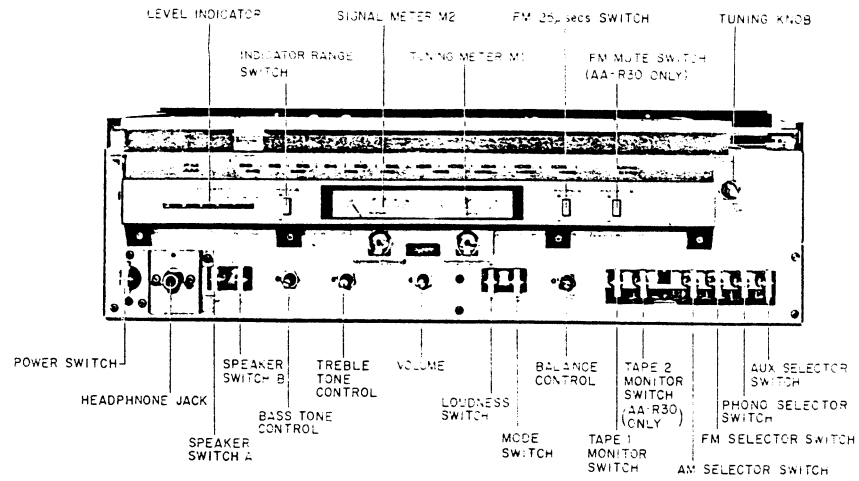 LEVEL INDICATOR
SIGNAL METER M2
FM 25µsecs SWITCH
TUNING KNOB
INDICATOR RANGE
SWITCH
TUNING METER M1
FM MUTE SWITCH
(AA-R30 ONLY)
POWER SWITCH
SPEAKER
SWITCH B
TREBLE
TONE
CONTROL
VOLUME
BALANCE
CONTROL
TAPE 2
MONITOR
SWITCH
(AA-R30
ONLY)
AUX SELECTOR
SWITCH
HEADPHNONE JACK
BASS TONE
CONTROL
LOUDNESS
SWITCH
PHONO SELECTOR
SWITCH
SPEAKER
SWITCH A
MODE
SWITCH
TAPE 1
MONITOR
SWITCH
FM SELECTOR SWITCH
AM SELECTOR SWITCH